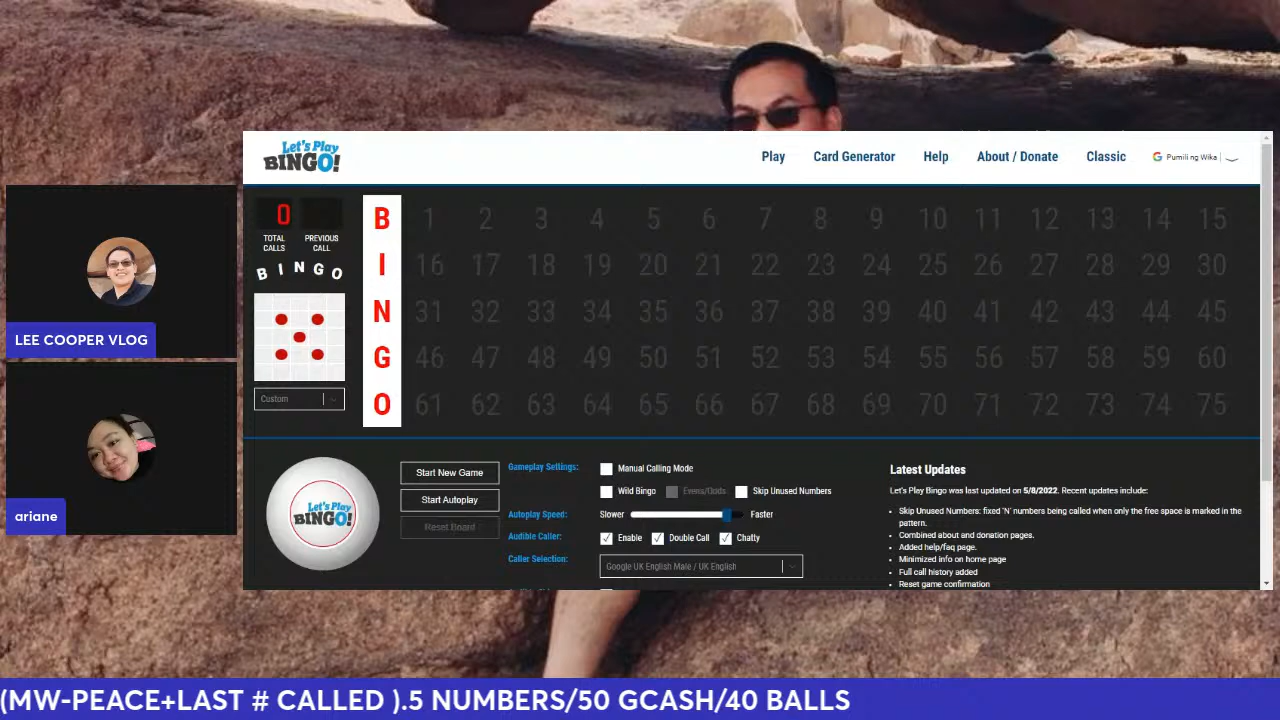 Let's Play
BINGO!
Play
Card Generator
Help
About / Donate
Classic
G Pumili ng Wika
0
TOTAL CALLS
PREVIOUS CALL
B I N G O
Custom
B 1 2 3 4 5 6 7 8 9 10 11 12 13 14 15
I 16 17 18 19 20 21 22 23 24 25 26 27 28 29 30
N 31 32 33 34 35 36 37 38 39 40 41 42 43 44 45
G 46 47 48 49 50 51 52 53 54 55 56 57 58 59 60
O 61 62 63 64 65 66 67 68 69 70 71 72 73 74 75
LEE COOPER VLOG
ariane
Let's Play
BINGO!
Start New Game
Start Autoplay
Reset Board
Gameplay Settings:
Manual Calling Mode
Wild Bingo
Evens/Odds
Skip Unused Numbers
Autoplay Speed:
Slower
Faster
Audible Caller:
Enable
Double Call
Chatty
Caller Selection:
Google UK English Male / UK English
Latest Updates
Let's Play Bingo was last updated on 5/8/2022. Recent updates include:
Skip Unused Numbers: fixed 'N' numbers being called when only the free space is marked in the
pattern.
Combined about and donation pages.
Added help/faq page.
Minimized info on home page
Full call history added
Reset game confirmation
(MW-PEACE+LAST # CALLED ).5 NUMBERS/50 GCASH/40 BALLS